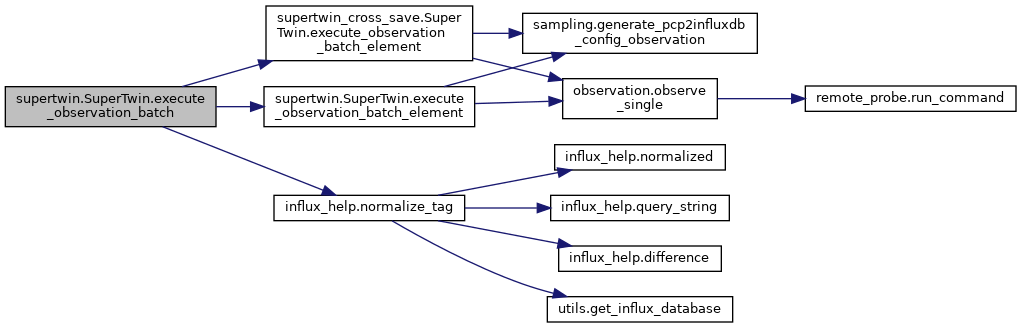 supertwin.SuperTwin.execute
_observation_batch
supertwin_cross_save.Super
Twin.execute_observation
_batch_element
supertwin.SuperTwin.execute
_observation_batch_element
influx_help.normalize_tag
sampling.generate_pcp2influxdb
_config_observation
observation.observe
_single
remote_probe.run_command
influx_help.normalized
influx_help.query_string
influx_help.difference
utils.get_influx_database